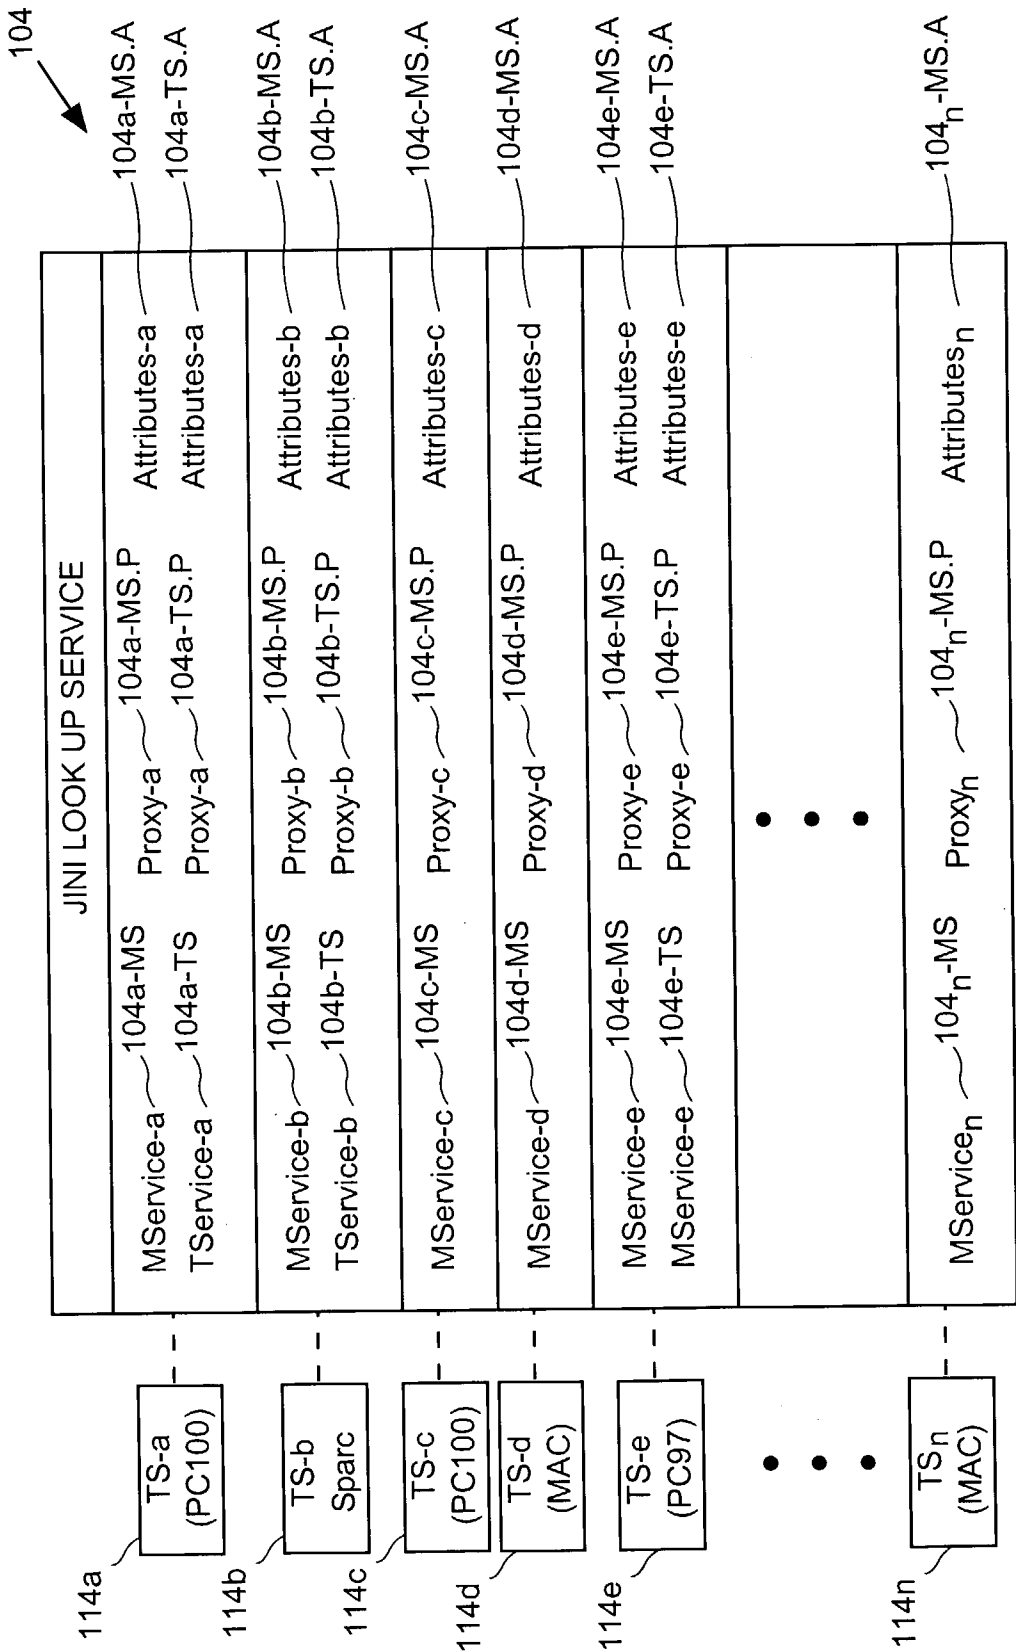 104
JINI LOOK UP SERVICE
114a
TS-a
(PC100)
MService-a 104a-MS Proxy-a 104a-MS.P Attributes-a 104a-MS.A
TService-a 104a-TS Proxy-a 104a-TS.P Attributes-a 104a-TS.A
114b
TS-b
Sparc
MService-b 104b-MS Proxy-b 104b-MS.P Attributes-b 104b-MS.A
TService-b 104b-TS Proxy-b 104b-TS.P Attributes-b 104b-TS.A
114c
TS-c
(PC100)
MService-c 104c-MS Proxy-c 104c-MS.P Attributes-c 104c-MS.A
114d
TS-d
(MAC)
MService-d 104d-MS Proxy-d 104d-MS.P Attributes-d 104d-MS.A
114e
TS-e
(PC97)
MService-e 104e-MS Proxy-e 104e-MS.P Attributes-e 104e-MS.A
MService-e 104e-TS Proxy-e 104e-TS.P Attributes-e 104e-TS.A
114n
TSn
(MAC)
MServicen 104n-MS Proxyn 104n-MS.P Attributesn 104n-MS.A